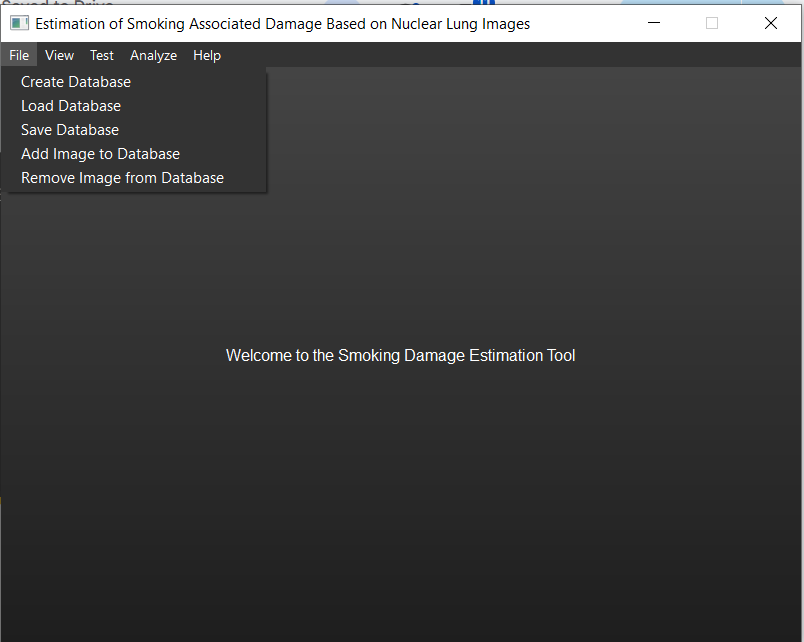 Estimation of Smoking Associated Damage Based on Nuclear Lung Images
File View Test Analyze Help
Create Database
Load Database
Save Database
Add Image to Database
Remove Image from Database
Welcome to the Smoking Damage Estimation Tool